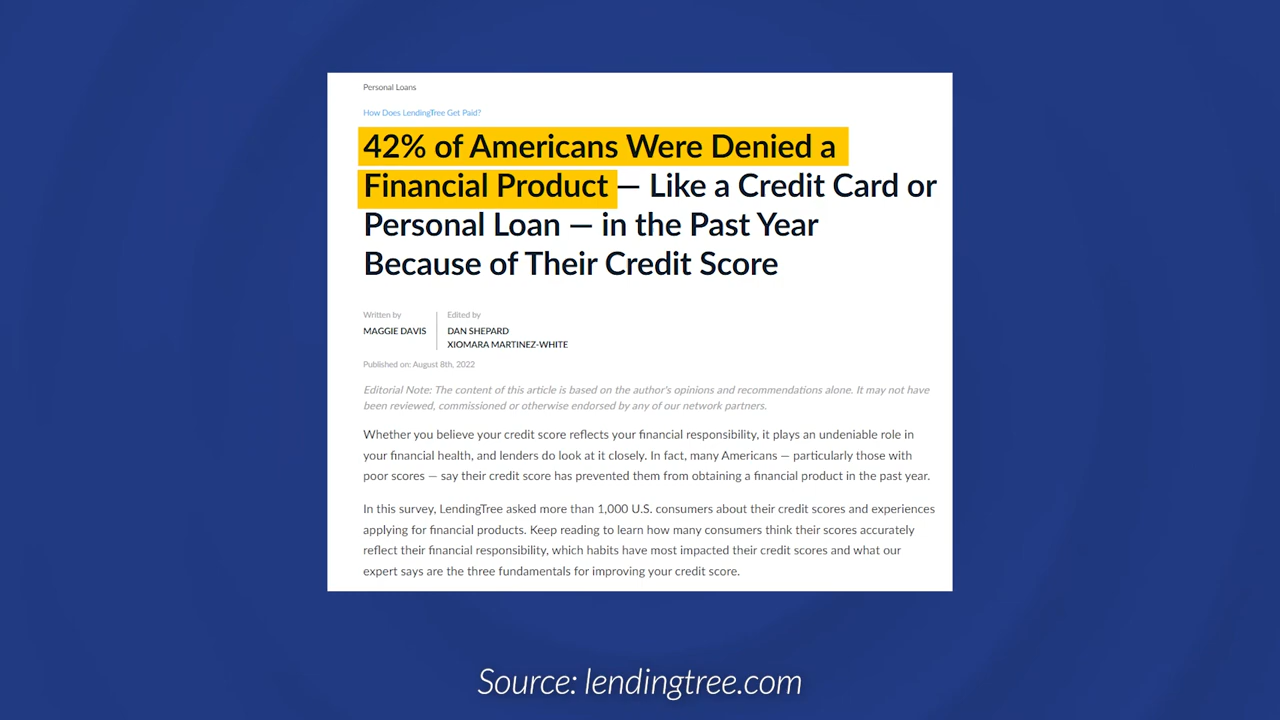 Personal Loans
How Does LendingTree Get Paid?
42% of Americans Were Denied a
Financial Product — Like a Credit Card or
Personal Loan — in the Past Year
Because of Their Credit Score
Written by
MAGGIE DAVIS
Edited by
DAN SHEPARD
XIOMARA MARTINEZ-WHITE
Published on: August 8th, 2022
Editorial Note: The content of this article is based on the author's opinions and recommendations alone. It may not have
been reviewed, commissioned or otherwise endorsed by any of our network partners.
Whether you believe your credit score reflects your financial responsibility, it plays an undeniable role in
your financial health, and lenders do look at it closely. In fact, many Americans — particularly those with
poor scores — say their credit score has prevented them from obtaining a financial product in the past year.
In this survey, LendingTree asked more than 1,000 U.S. consumers about their credit scores and experiences
applying for financial products. Keep reading to learn how many consumers think their scores accurately
reflect their financial responsibility, which habits have most impacted their credit scores and what our
expert says are the three fundamentals for improving your credit score.
Source: lendingtree.com